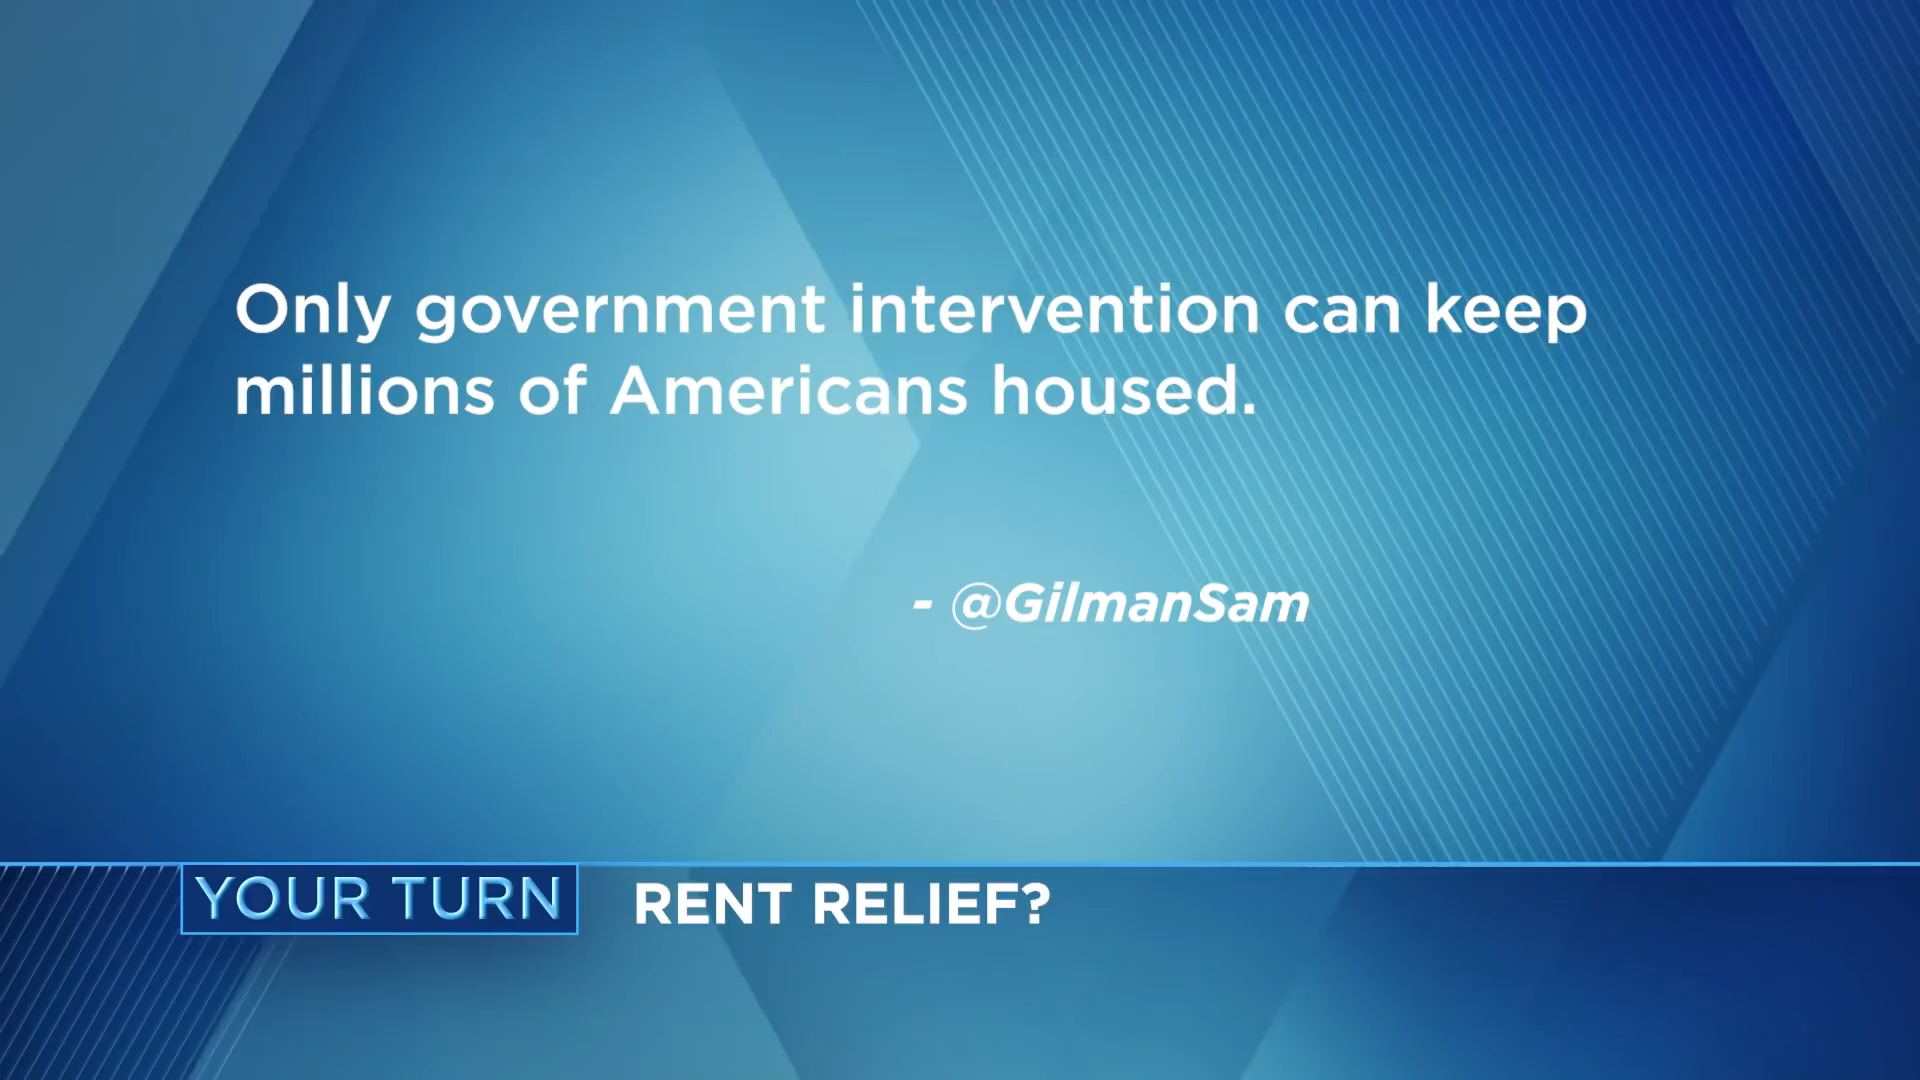 Only government intervention can keep
millions of Americans housed.
- @GilmanSam
YOUR TURN
RENT RELIEF?